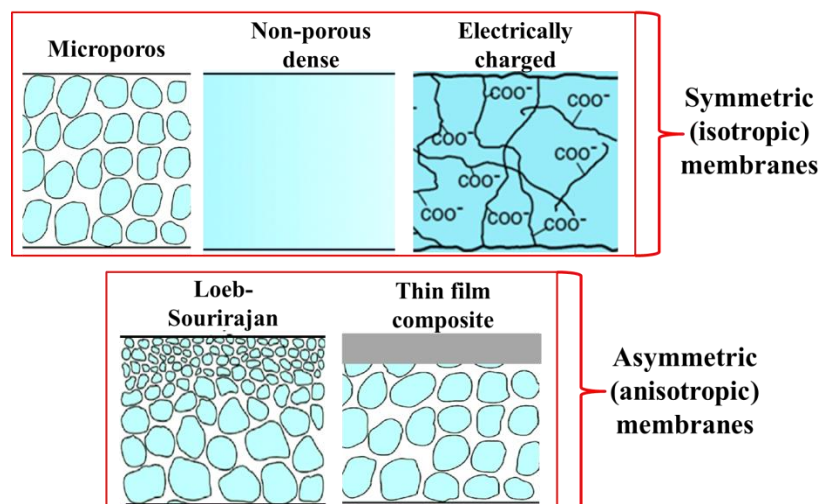 Microporos
Non-porous
dense
Electrically
charged
COO⁻
COO⁻
COO⁻
COO⁻
COO⁻
COO⁻
COO⁻
COO⁻
Symmetric
(isotropic)
membranes
Loeb-
Sourirajan
Thin film
composite
Asymmetric
(anisotropic)
membranes